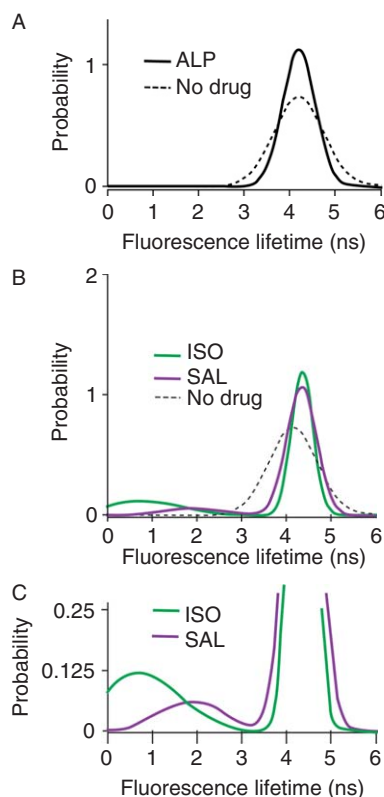 A
Probability
1
0
ALP
No drug
0 1 2 3 4 5 6
Fluorescence lifetime (ns)
B
Probability
2
1
0
ISO
SAL
No drug
0 1 2 3 4 5 6
Fluorescence lifetime (ns)
C
Probability
0.25
0.125
0
ISO
SAL
0 1 2 3 4 5 6
Fluorescence lifetime (ns)